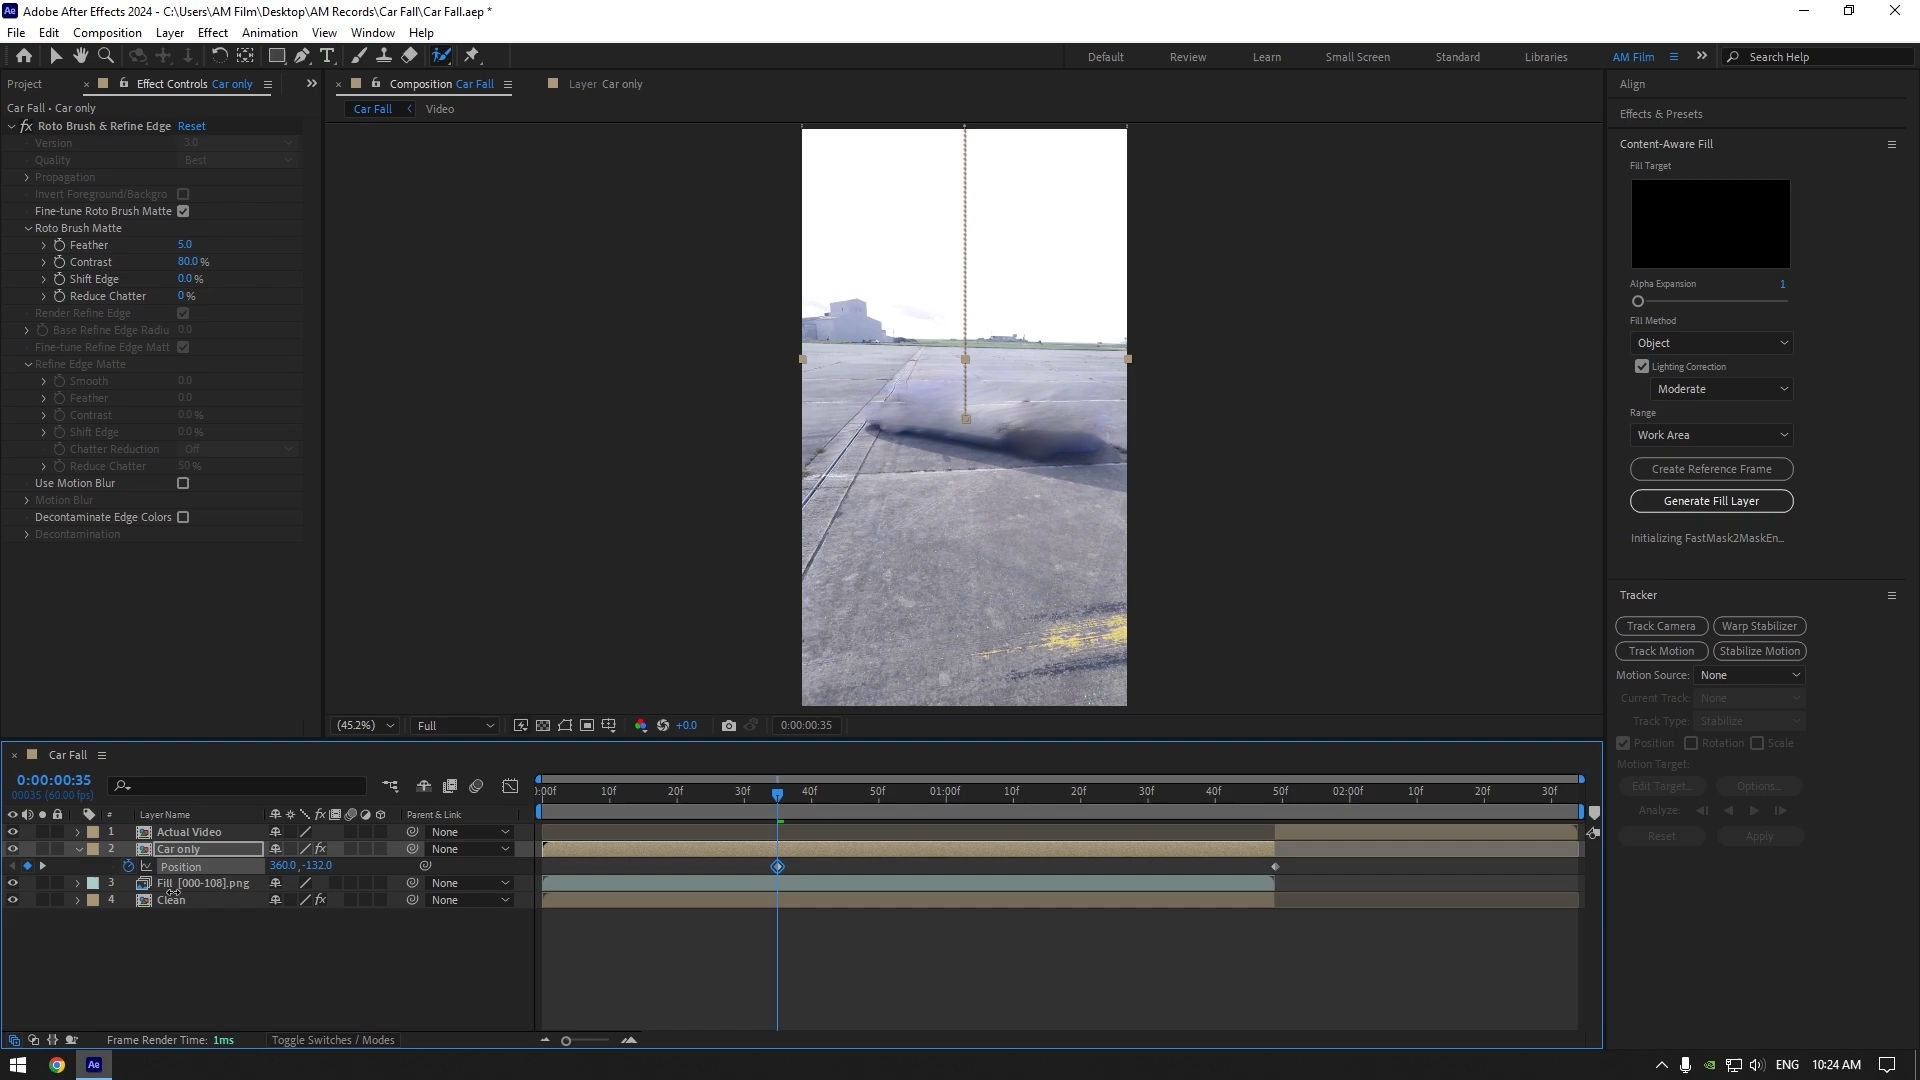 Adobe After Effects 2024 - C:\Users\AM Film\Desktop\AM Records\Car Fall\Car Fall.aep *
File Edit Composition Layer Effect Animation View Window Help
Default Review Learn Small Screen Standard Libraries AM Film Search Help
Project Effect Controls Car only
Car Fall • Car only
fx Roto Brush & Refine Edge Reset
Version 3.0
Quality Best
Propagation
Invert Foreground/Backgro
Fine-tune Roto Brush Matte
Roto Brush Matte
Feather 5.0
Contrast 80.0 %
Shift Edge 0.0 %
Reduce Chatter 0 %
Render Refine Edge
Base Refine Edge Radiu 0.0
Fine-tune Refine Edge Matt
Refine Edge Matte
Smooth 0.0
Feather 0.0
Contrast 0.0 %
Shift Edge 0.0 %
Chatter Reduction Off
Reduce Chatter 50 %
Use Motion Blur
Motion Blur
Decontaminate Edge Colors
Decontamination
Composition Car Fall Layer Car only
Car Fall Video
(45.2%) Full +0.0 0:00:00:35
Align
Effects & Presets
Content-Aware Fill
Fill Target
Alpha Expansion 1
Fill Method
Object
Lighting Correction
Moderate
Range
Work Area
Create Reference Frame
Generate Fill Layer
Initializing FastMask2MaskEn...
Tracker
Track Camera Warp Stabilizer
Track Motion Stabilize Motion
Motion Source: None
Current Track: None
Track Type: Stabilize
Position Rotation Scale
Motion Target:
Edit Target... Options...
Analyze:
Reset Apply
Car Fall
0:00:00:35
00035 (60.00 fps)
):00f 10f 20f 30f 40f 50f 01:00f 10f 20f 30f 40f 50f 02:00f 10f 20f 30f
# Layer Name fx Parent & Link
1 Actual Video None
2 Car only fx None
Position 360.0, -132.0
3 Fill_[000-108].png None
4 Clean fx None
Frame Render Time: 1ms Toggle Switches / Modes
Ae ENG 10:24 AM